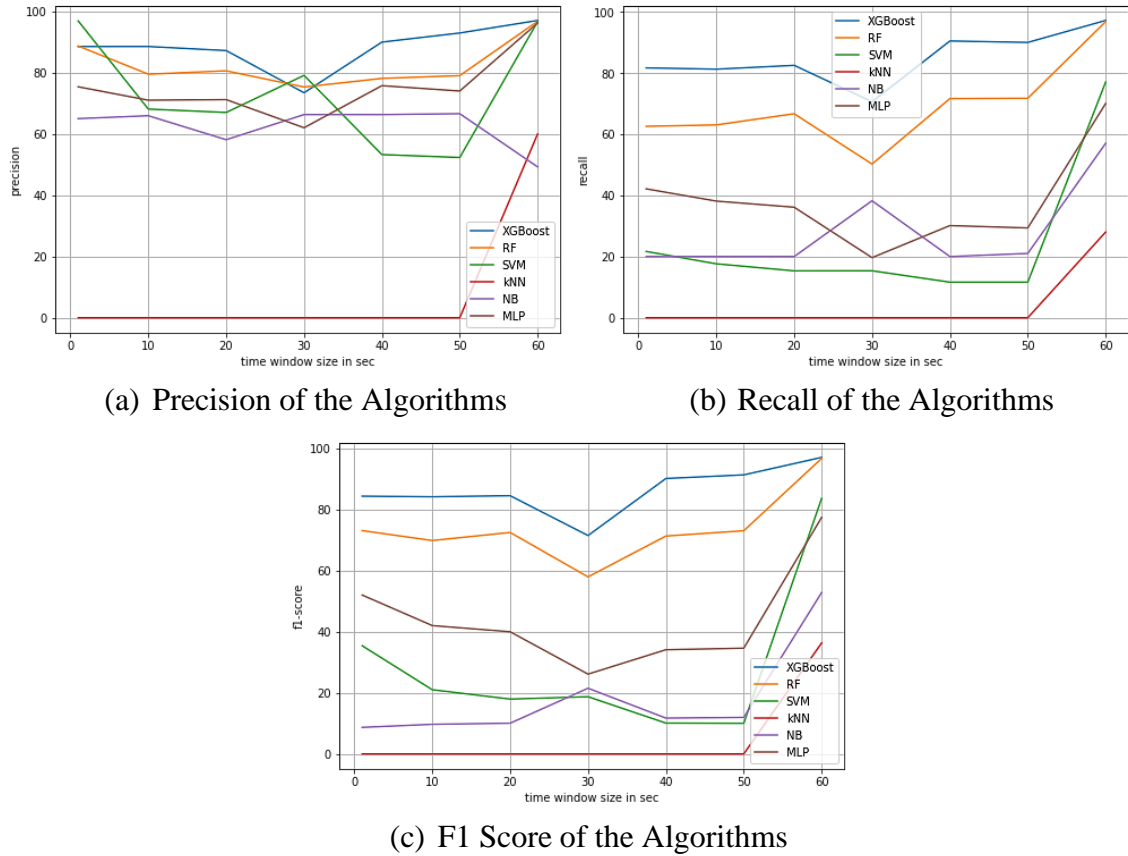 100
80
60
40
20
0
precision
0 10 20 30 40 50 60
time window size in sec
XGBoost
RF
SVM
kNN
NB
MLP
(a) Precision of the Algorithms
100
80
60
40
20
0
recall
0 10 20 30 40 50 60
time window size in sec
XGBoost
RF
SVM
kNN
NB
MLP
(b) Recall of the Algorithms
100
80
60
40
20
0
f1-score
0 10 20 30 40 50 60
time window size in sec
XGBoost
RF
SVM
kNN
NB
MLP
(c) F1 Score of the Algorithms